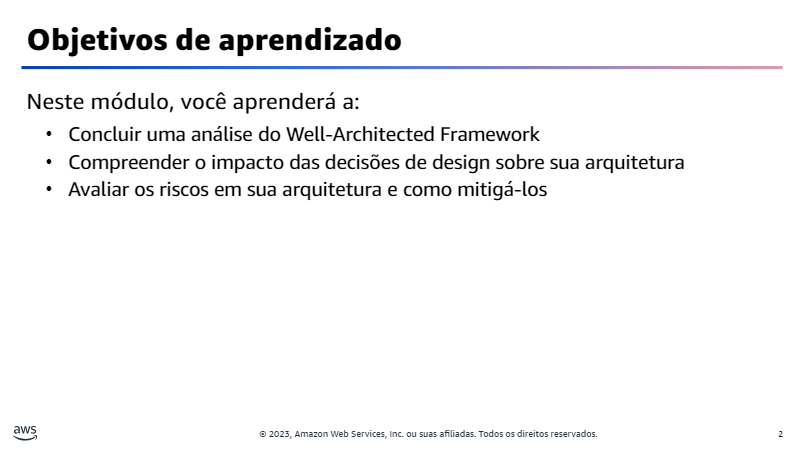 Objetivos de aprendizado
Neste módulo, você aprenderá a:
• Concluir uma análise do Well-Architected Framework
• Compreender o impacto das decisões de design sobre sua arquitetura
• Avaliar os riscos em sua arquitetura e como mitigá-los
aws
© 2023, Amazon Web Services, Inc. ou suas afiliadas. Todos os direitos reservados.
2